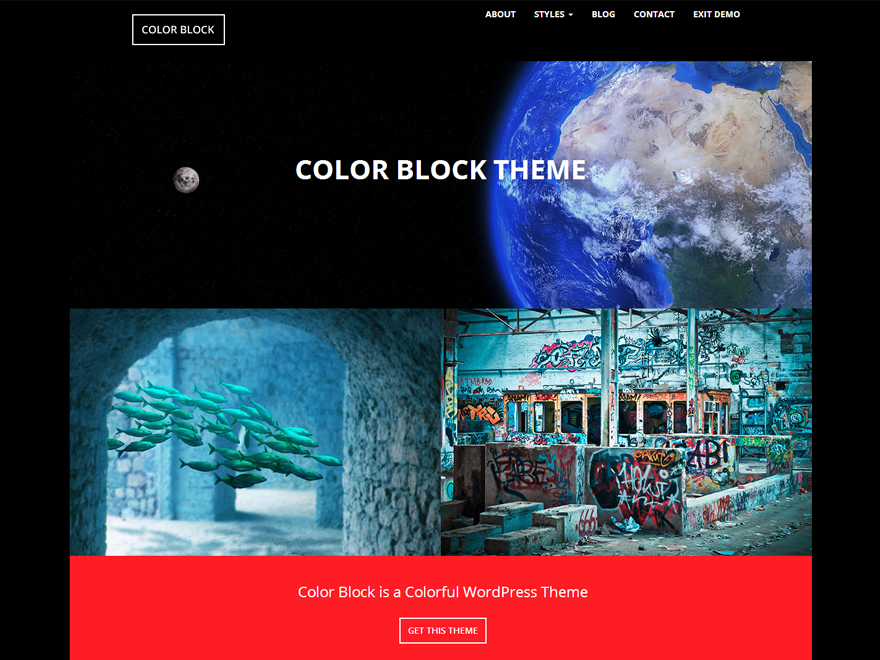 COLOR BLOCK
ABOUT STYLES BLOG CONTACT EXIT DEMO
COLOR BLOCK THEME
Color Block is a Colorful WordPress Theme
GET THIS THEME